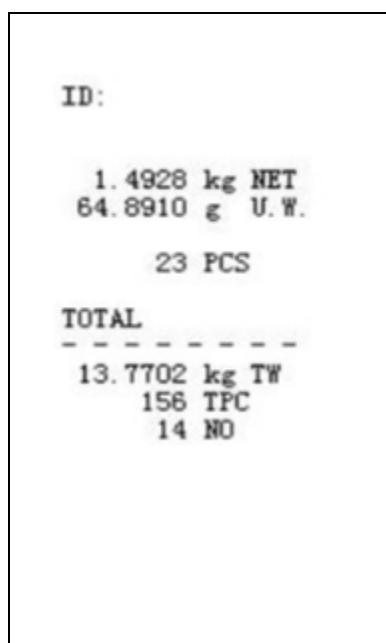 ID:
1.4928 kg NET
64.8910 g U.W.
23 PCS
TOTAL
- - - - - - - - -
13.7702 kg TW
156 TPC
14 NO